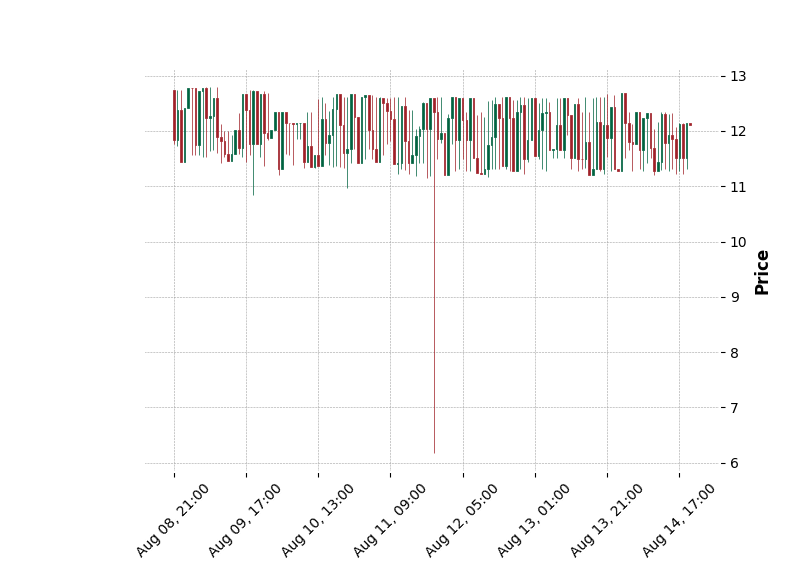 13
12
11
10
9
8
7
6
Price
Aug 08, 21:00
Aug 09, 17:00
Aug 10, 13:00
Aug 11, 09:00
Aug 12, 05:00
Aug 13, 01:00
Aug 13, 21:00
Aug 14, 17:00